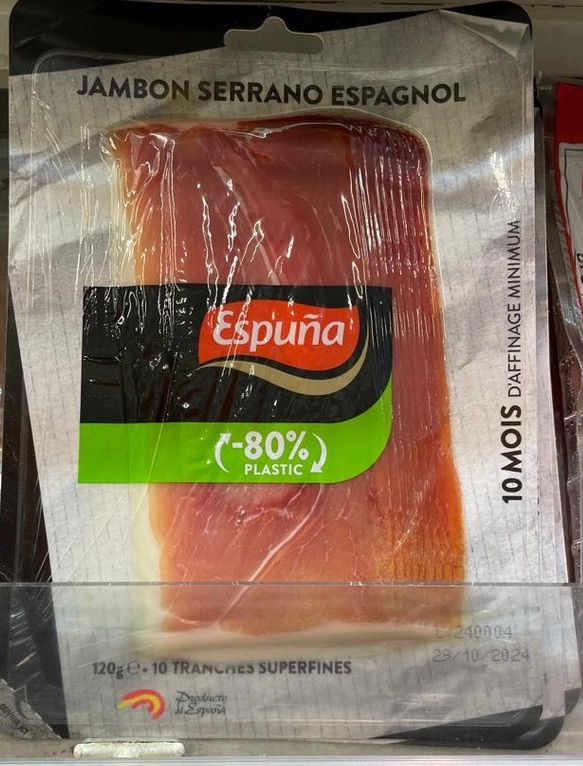 JAMBON SERRANO ESPAGNOL
Espuña
-80%
PLASTIC
10 MOIS D'AFFINAGE MINIMUM
L-240004
29/10/2024
120g e • 10 TRANCHES SUPERFINES
Producto
de España